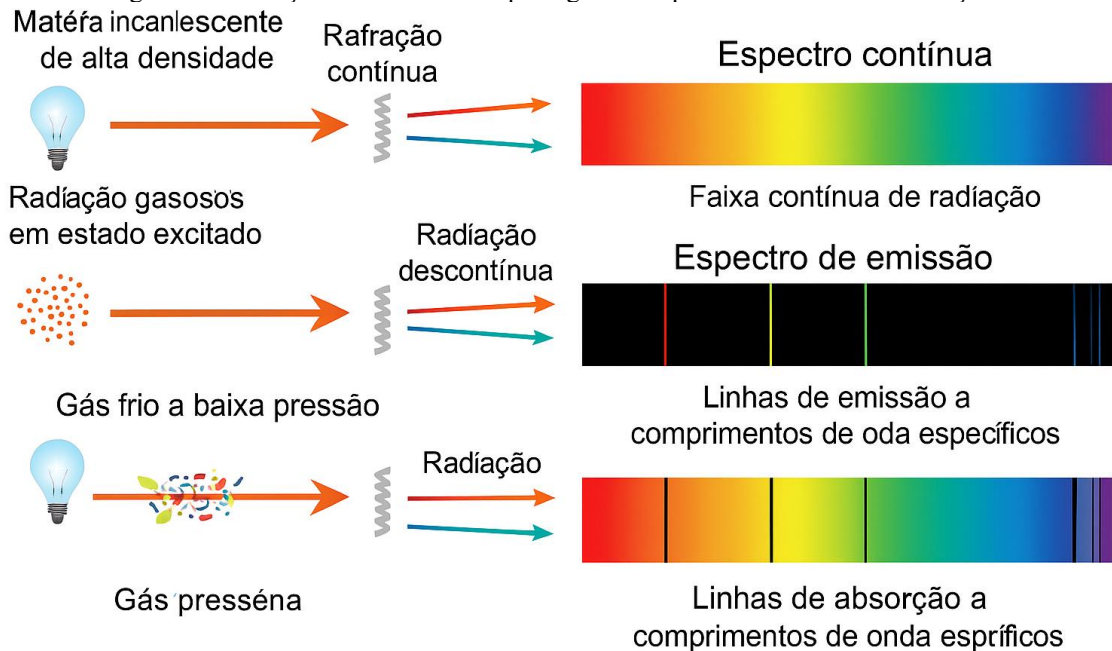 Matéria incanlescente
de alta densidade
Rafração
contínua
Espectro contínua
Faixa contínua de radíação
Radíação gasosos
em estado excitado
Radíação
descontínua
Espectro de emissão
Linhas de emissão a
comprimentos de oda específicos
Gás frio a baixa pressão
Radíação
Gás presséna
Linhas de absorção a
comprimentos de onda espríficos